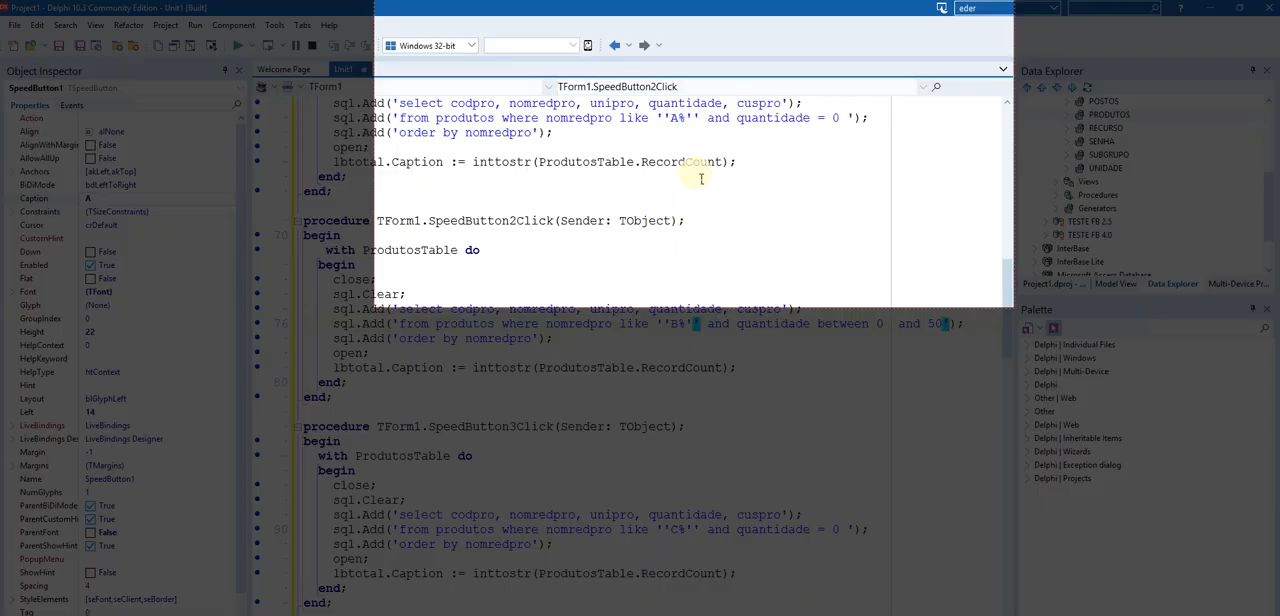 Project1 - Delphi 10.3 Community Edition - Unit1 [Built]
eder
File Edit Search View Refactor Project Run Component Tools Tabs Help
Windows 32-bit
Object Inspector
Welcome Page Unit1
Data Explorer
SpeedButton1 TSpeedButton
TForm1 TForm1.SpeedButton2Click
Properties Events
Action
Align alNone
AlignWithMargin False
AllowAllUp False
Anchors [akLeft,akTop]
BiDiMode bdLeftToRight
Caption A
Constraints (TSizeConstraints)
Cursor crDefault
CustomHint
Down False
Enabled True
Flat False
Font (TFont)
Glyph (None)
GroupIndex 0
Height 22
HelpContext 0
HelpKeyword
HelpType htContext
Hint
Layout blGlyphLeft
Left 14
LiveBindings LiveBindings
LiveBindings Des LiveBindings Designer
Margin -1
Margins (TMargins)
Name SpeedButton1
NumGlyphs 1
ParentBiDiMode True
ParentCustomHi True
ParentFont False
ParentShowHint True
PopupMenu
ShowHint False
Spacing 4
StyleElements [seFont,seClient,seBorder]
Tag 0
sql.Add('select codpro, nomredpro, unipro, quantidade, cuspro');
sql.Add('from produtos where nomredpro like ''A%'' and quantidade = 0 ');
sql.Add('order by nomredpro');
open;
lbtotal.Caption := inttostr(ProdutosTable.RecordCount);
end;
end;
procedure TForm1.SpeedButton2Click(Sender: TObject);
70 begin
with ProdutosTable do
begin
close;
sql.Clear;
sql.Add('select codpro, nomredpro, unipro, quantidade, cuspro');
76 sql.Add('from produtos where nomredpro like ''B%'' and quantidade between 0 and 50');
sql.Add('order by nomredpro');
open;
lbtotal.Caption := inttostr(ProdutosTable.RecordCount);
80 end;
end;
procedure TForm1.SpeedButton3Click(Sender: TObject);
begin
with ProdutosTable do
begin
close;
sql.Clear;
sql.Add('select codpro, nomredpro, unipro, quantidade, cuspro');
90 sql.Add('from produtos where nomredpro like ''C%'' and quantidade = 0 ');
sql.Add('order by nomredpro');
open;
lbtotal.Caption := inttostr(ProdutosTable.RecordCount);
end;
end;
POSTOS
PRODUTOS
RECURSO
SENHA
SUBGRUPO
UNIDADE
Views
Procedures
Generators
TESTE FB 2.5
TESTE FB 4.0
InterBase
InterBase Lite
Microsoft Access Database
Project1.dproj - ... Model View Data Explorer Multi-Device Pr...
Palette
Delphi | Individual Files
Delphi | Windows
Delphi | Multi-Device
Delphi
Other | Web
Other
Delphi | Web
Delphi | Inheritable Items
Delphi | Wizards
Delphi | Exception dialog
Delphi | Projects